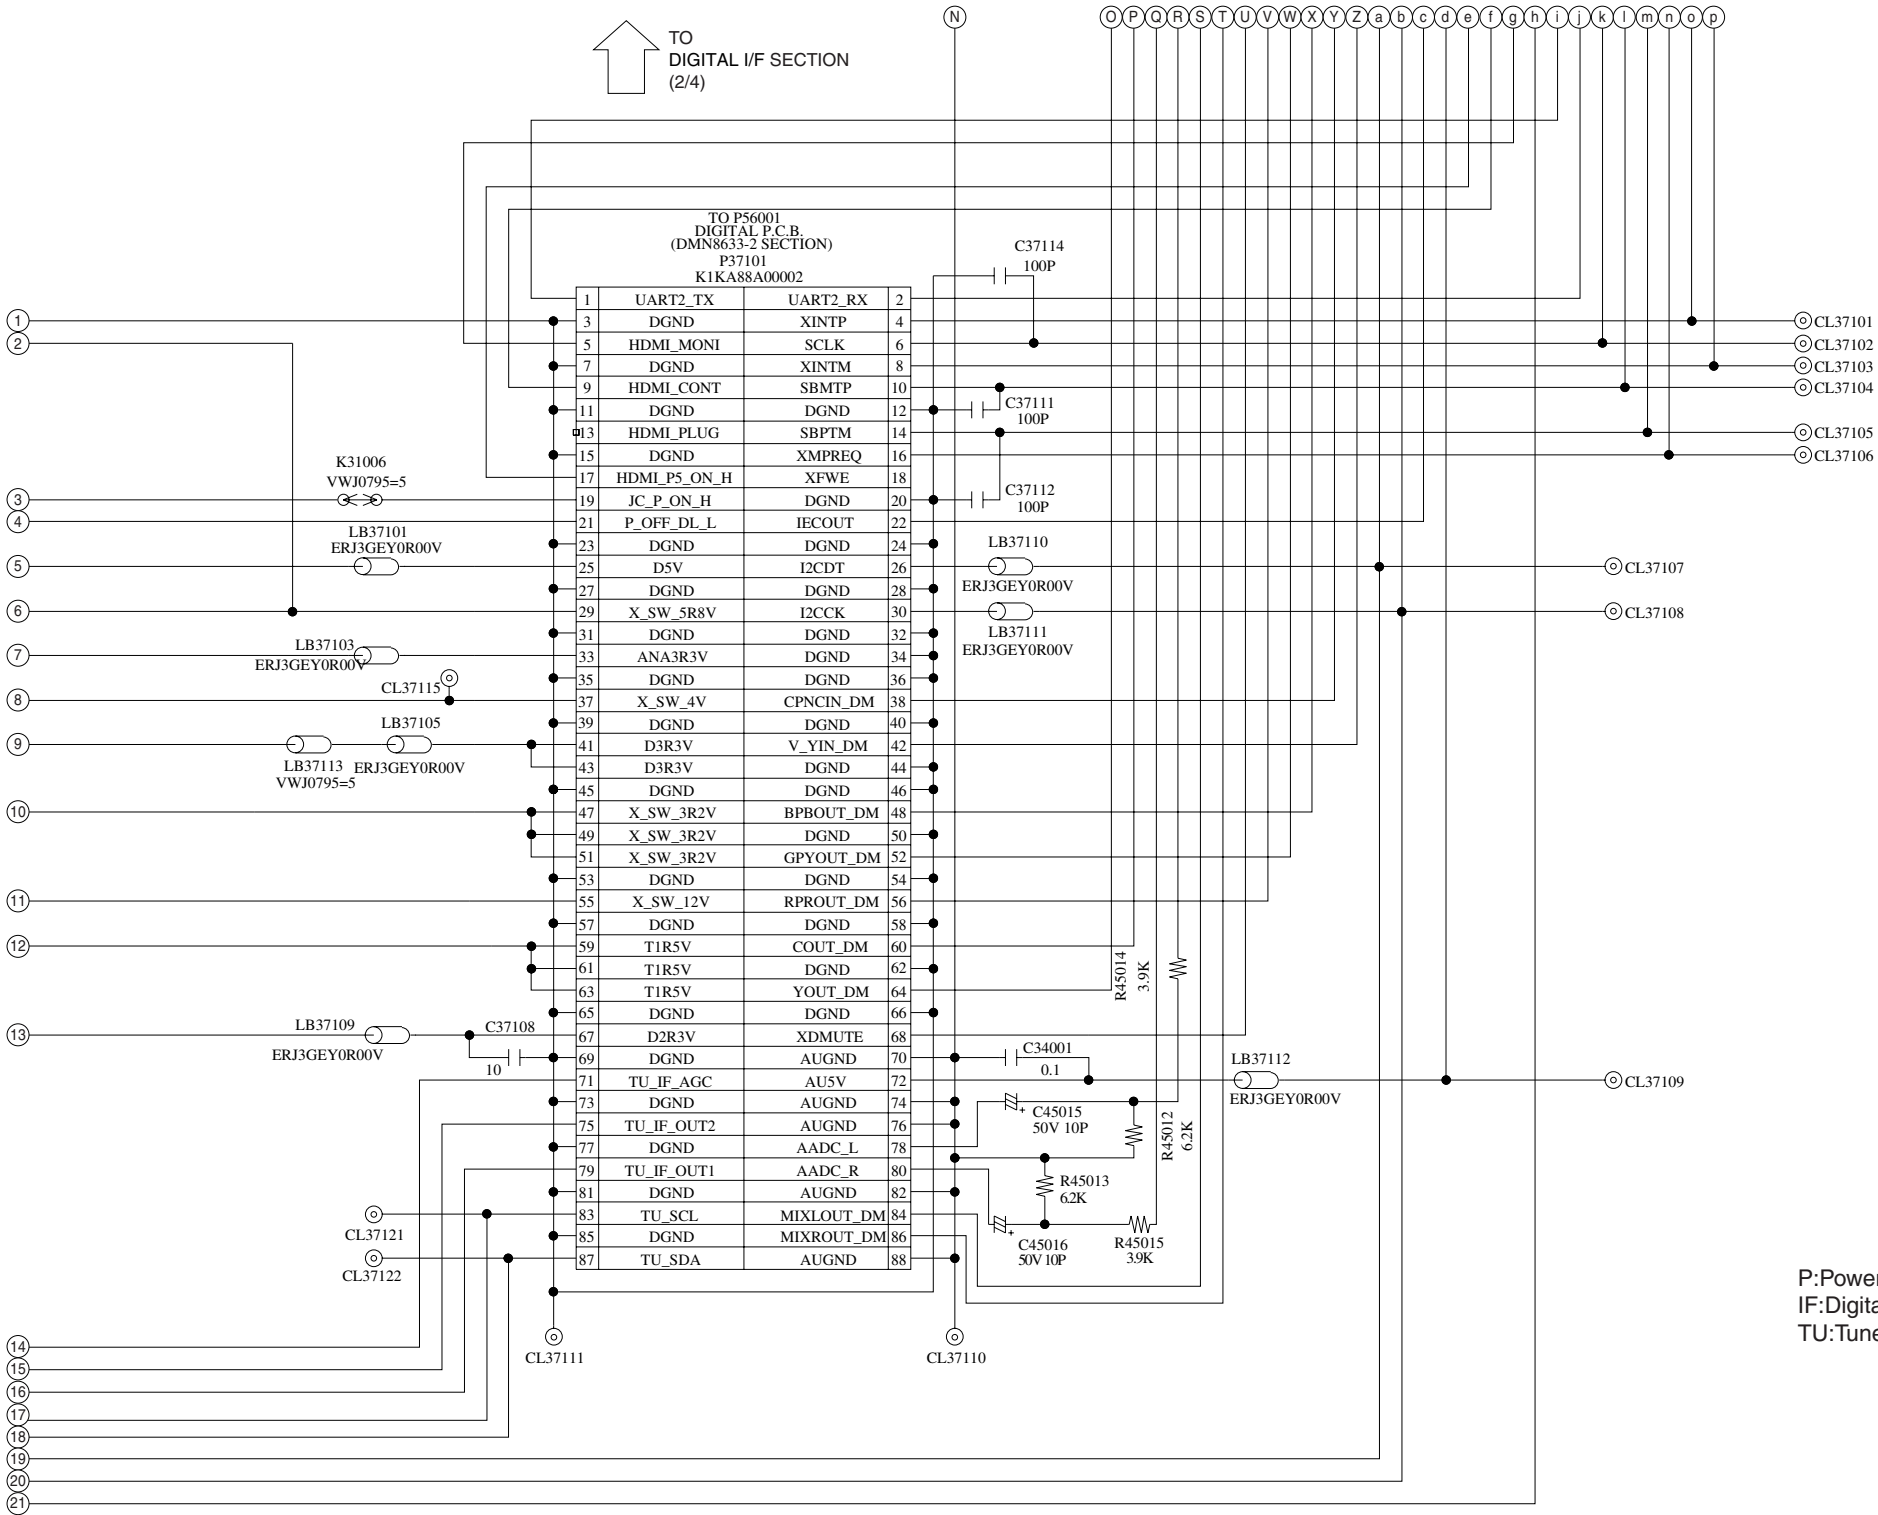 TO
DIGITAL I/F SECTION
(2/4)
N O P Q R S T U V W X Y Z a b c d e f g h i j k l m n o p
TO P56001
DIGITAL P.C.B.
(DMN8633-2 SECTION)
P37101
K1KA88A00002
C37114
100P
1 UART2_TX UART2_RX 2
1
3 DGND XINTP 4
CL37101
2
5 HDMI_MONI SCLK 6
CL37102
7 DGND XINTM 8
CL37103
9 HDMI_CONT SBMTP 10
CL37104
11 DGND DGND 12
C37111
100P
13 HDMI_PLUG SBPTM 14
CL37105
15 DGND XMPREQ 16
CL37106
K31006
VWJ0795=5
17 HDMI_P5_ON_H XFWE 18
3
19 JC_P_ON_H DGND 20
C37112
100P
4
21 P_OFF_DL_L IECOUT 22
LB37101
ERJ3GEY0R00V
23 DGND DGND 24
LB37110
5
25 D5V I2CDT 26
CL37107
ERJ3GEY0R00V
27 DGND DGND 28
6
29 X_SW_5R8V I2CCK 30
CL37108
31 DGND DGND 32
LB37111
ERJ3GEY0R00V
LB37103
7
ERJ3GEY0R00V
33 ANA3R3V DGND 34
35 DGND DGND 36
CL37115
8
37 X_SW_4V CPNCIN_DM 38
39 DGND DGND 40
LB37105
9
41 D3R3V V_YIN_DM 42
LB37113 ERJ3GEY0R00V
VWJ0795=5
43 D3R3V DGND 44
45 DGND DGND 46
10
47 X_SW_3R2V BPBOUT_DM 48
49 X_SW_3R2V DGND 50
51 X_SW_3R2V GPYOUT_DM 52
53 DGND DGND 54
11
55 X_SW_12V RPROUT_DM 56
57 DGND DGND 58
12
59 T1R5V COUT_DM 60
61 T1R5V DGND 62
R45014
3.9K
63 T1R5V YOUT_DM 64
65 DGND DGND 66
13
LB37109
ERJ3GEY0R00V
C37108
10
67 D2R3V XDMUTE 68
69 DGND AUGND 70
C34001
0.1
LB37112
ERJ3GEY0R00V
71 TU_IF_AGC AU5V 72
CL37109
73 DGND AUGND 74
C45015
50V 10P
R45012
6.2K
75 TU_IF_OUT2 AUGND 76
77 DGND AADC_L 78
79 TU_IF_OUT1 AADC_R 80
R45013
6.2K
81 DGND AUGND 82
83 TU_SCL MIXLOUT_DM 84
CL37121
85 DGND MIXROUT_DM 86
C45016
50V 10P
R45015
3.9K
87 TU_SDA AUGND 88
CL37122
P:Power
IF:Digita
TU:Tune
CL37111
CL37110
14
15
16
17
18
19
20
21